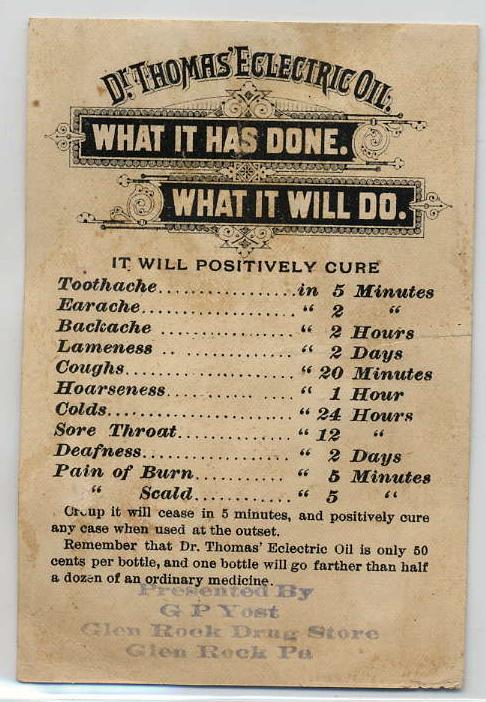 Dr. THOMAS' ECLECTRIC OIL.
WHAT IT HAS DONE.
WHAT IT WILL DO.
IT WILL POSITIVELY CURE
Toothache..................in 5 Minutes
Earache....................." 2 "
Backache ................." 2 Hours
Lameness .. .............." 2 Days
Coughs......................" 20 Minutes
Hoarseness................" 1 Hour
Colds........................" 24 Hours
Sore Throat..............." 12 "
Deafness..................." 2 Days
Pain of Burn............" 5 Minutes
" Scald..........." 5 "
Croup it will cease in 5 minutes, and positively cure
any case when used at the outset.
Remember that Dr. Thomas' Eclectric Oil is only 50
cents per bottle, and one bottle will go farther than half
a dozen of an ordinary medicine.
Presented By
G P Yost
Glen Rock Drug Store
Glen Rock Pa